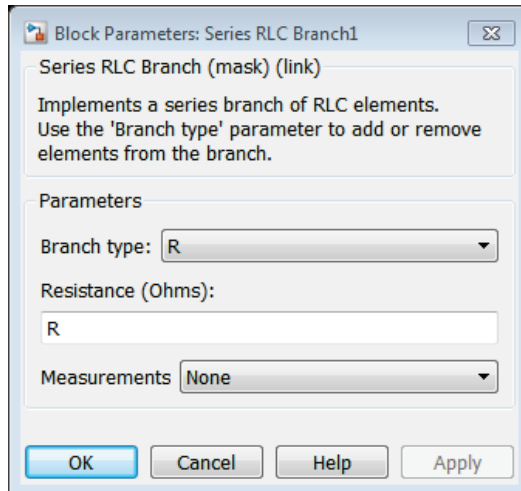 Block Parameters: Series RLC Branch1
Series RLC Branch (mask) (link)
Implements a series branch of RLC elements.
Use the 'Branch type' parameter to add or remove
elements from the branch.
Parameters
Branch type: R
Resistance (Ohms):
R
Measurements None
OK Cancel Help Apply